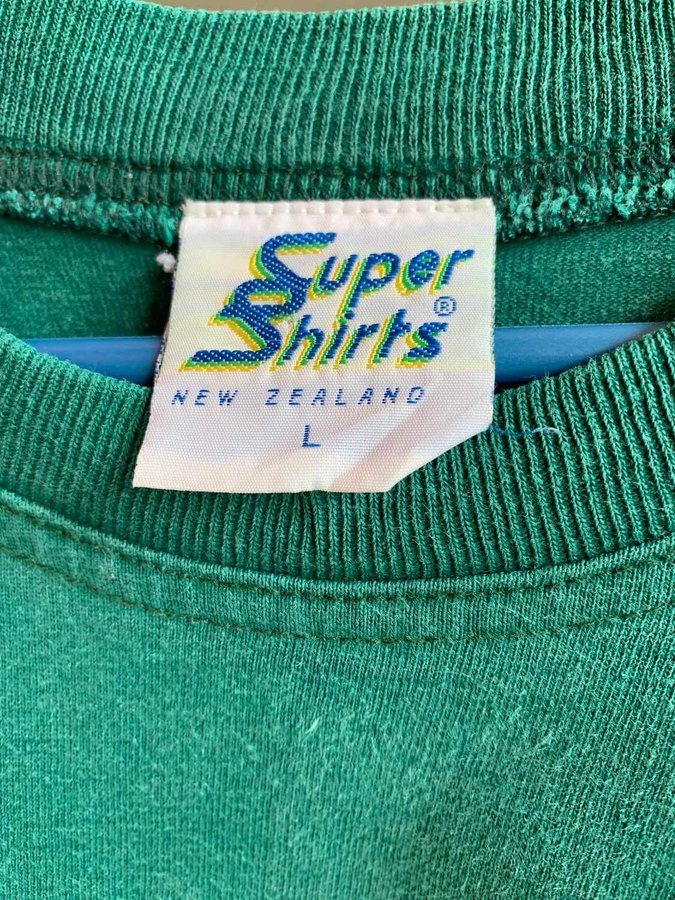 Super
Shirts®
NEW ZEALAND
L